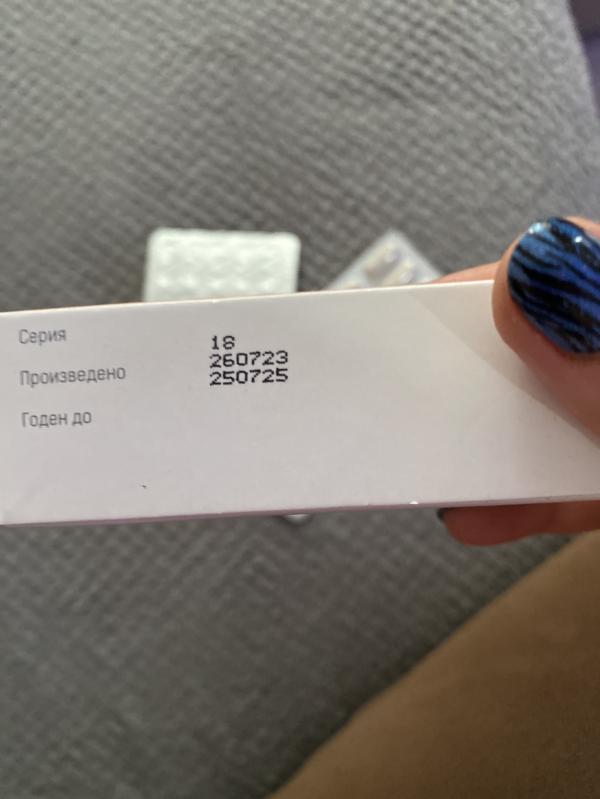 Серия
18
260723
Произведено
250725
Годен до